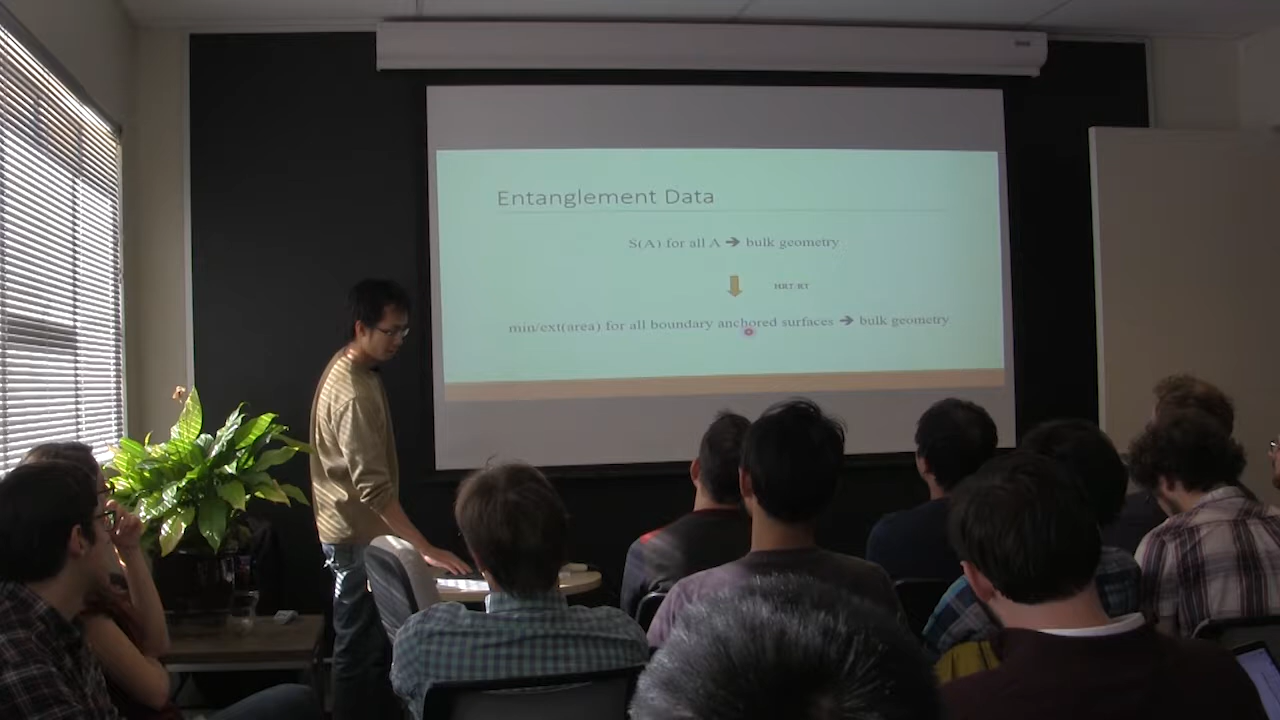 Entanglement Data
S(A) for all A ➔ bulk geometry
HRT/RT
min/ext(area) for all boundary anchored surfaces ➔ bulk geometry